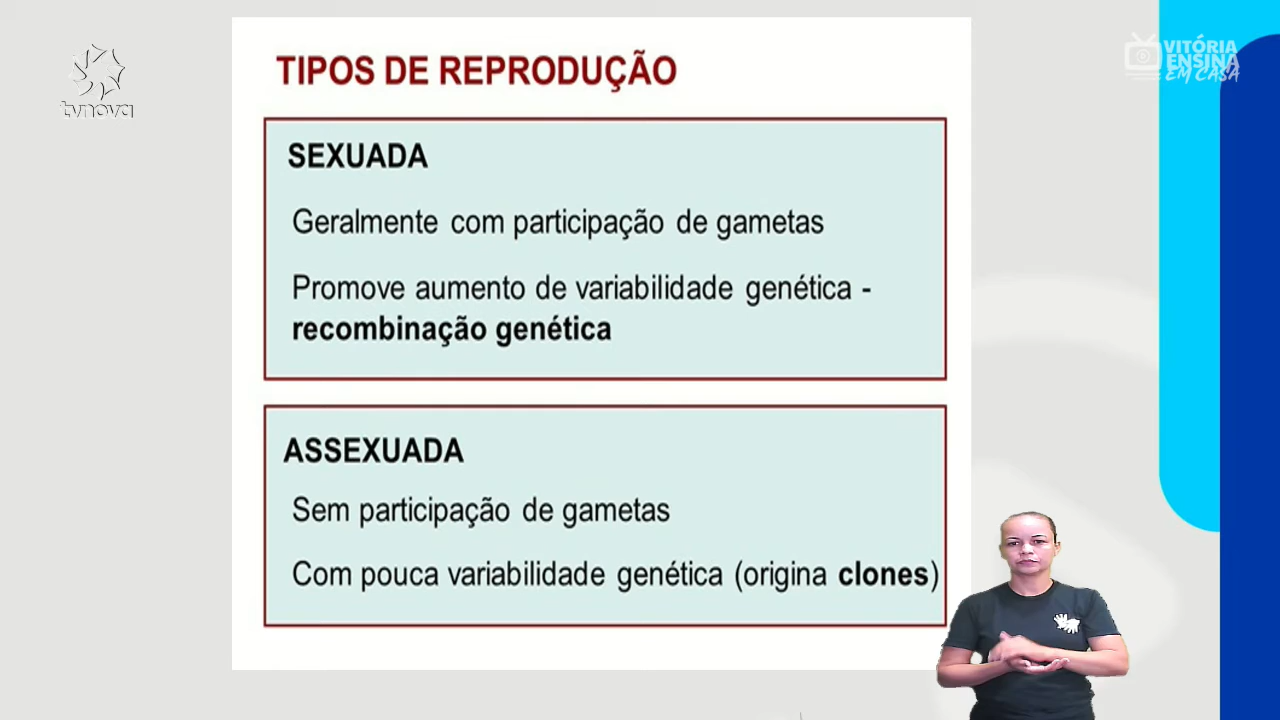 TIPOS DE REPRODUÇÃO
SEXUADA
Geralmente com participação de gametas
Promove aumento de variabilidade genética -
recombinação genética
ASSEXUADA
Sem participação de gametas
Com pouca variabilidade genética (origina clones)
tvnova
VITÓRIA
ENSINA
EM CASA